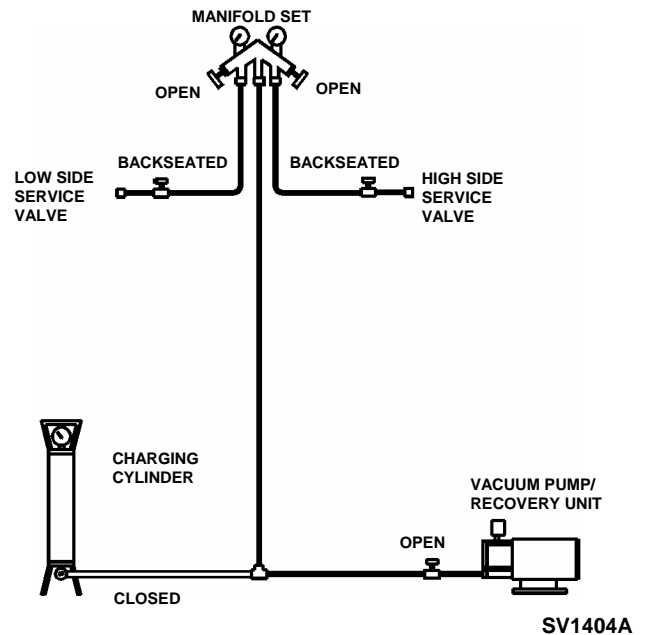 MANIFOLD SET
OPEN
OPEN
BACKSEATED
BACKSEATED
LOW SIDE
SERVICE
VALVE
HIGH SIDE
SERVICE
VALVE
CHARGING
CYLINDER
VACUUM PUMP/
RECOVERY UNIT
OPEN
CLOSED
SV1404A